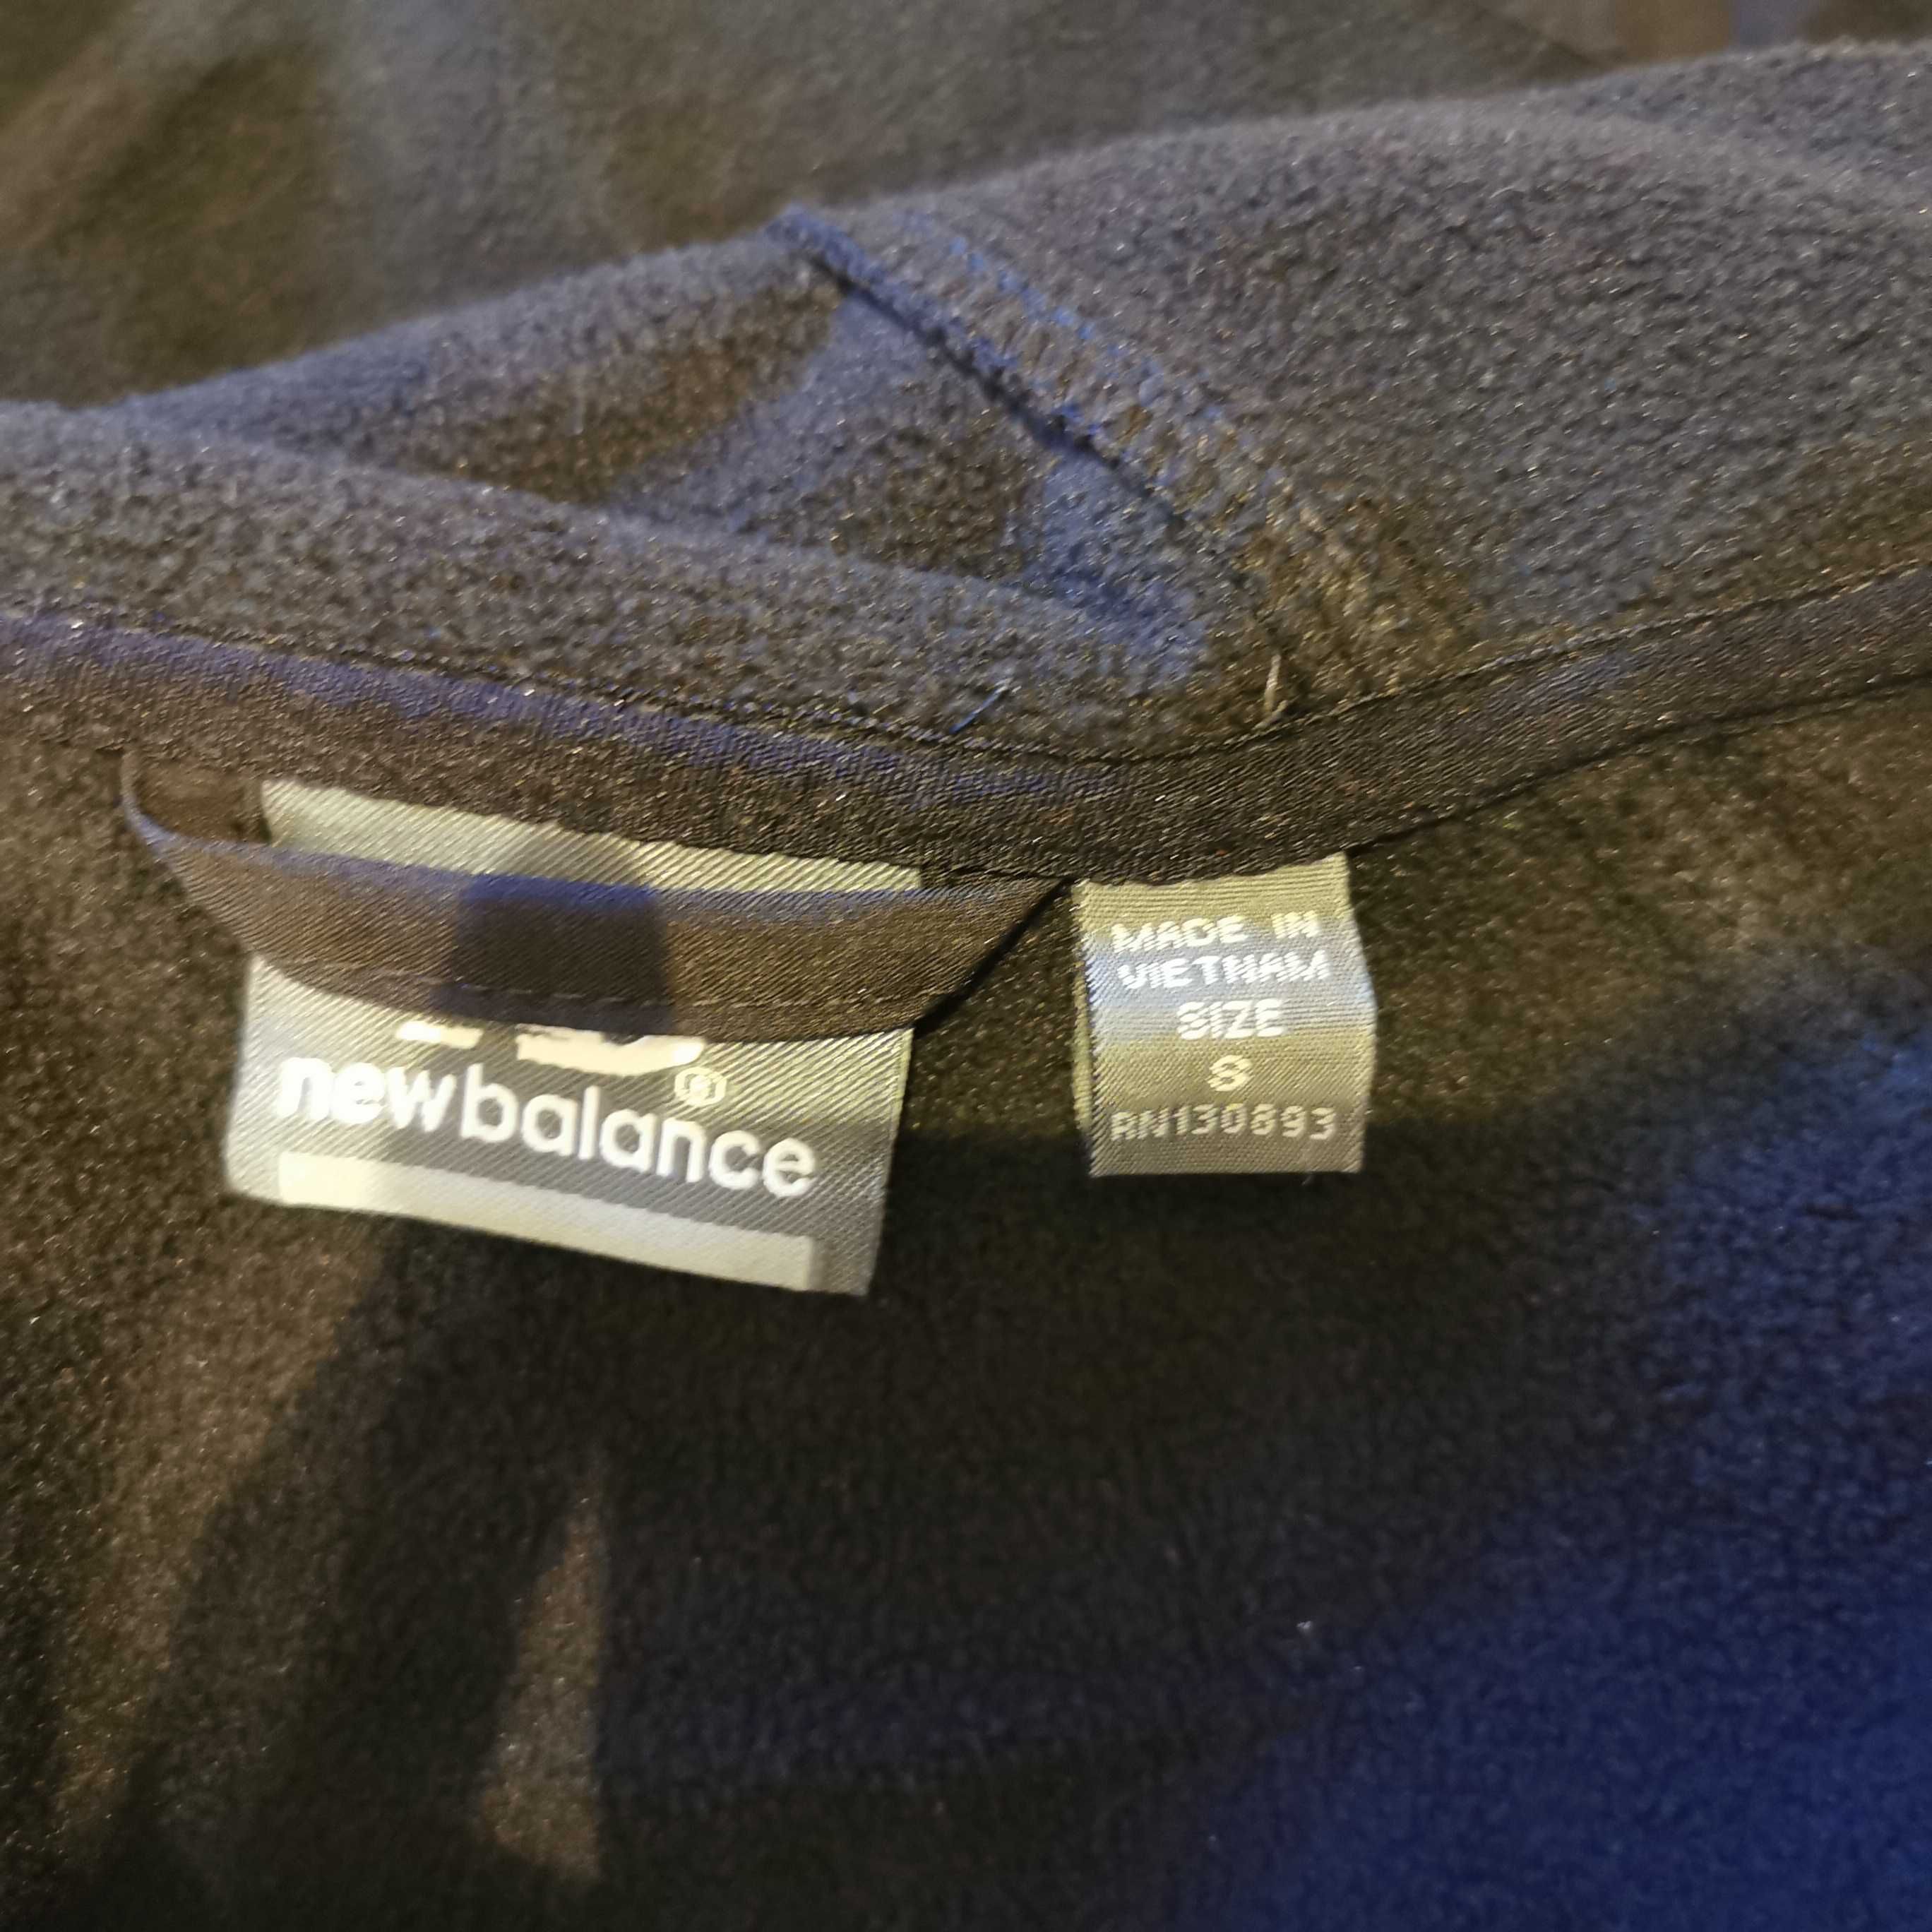 newbalance®
MADE IN
VIETNAM
SIZE
S
RN130893